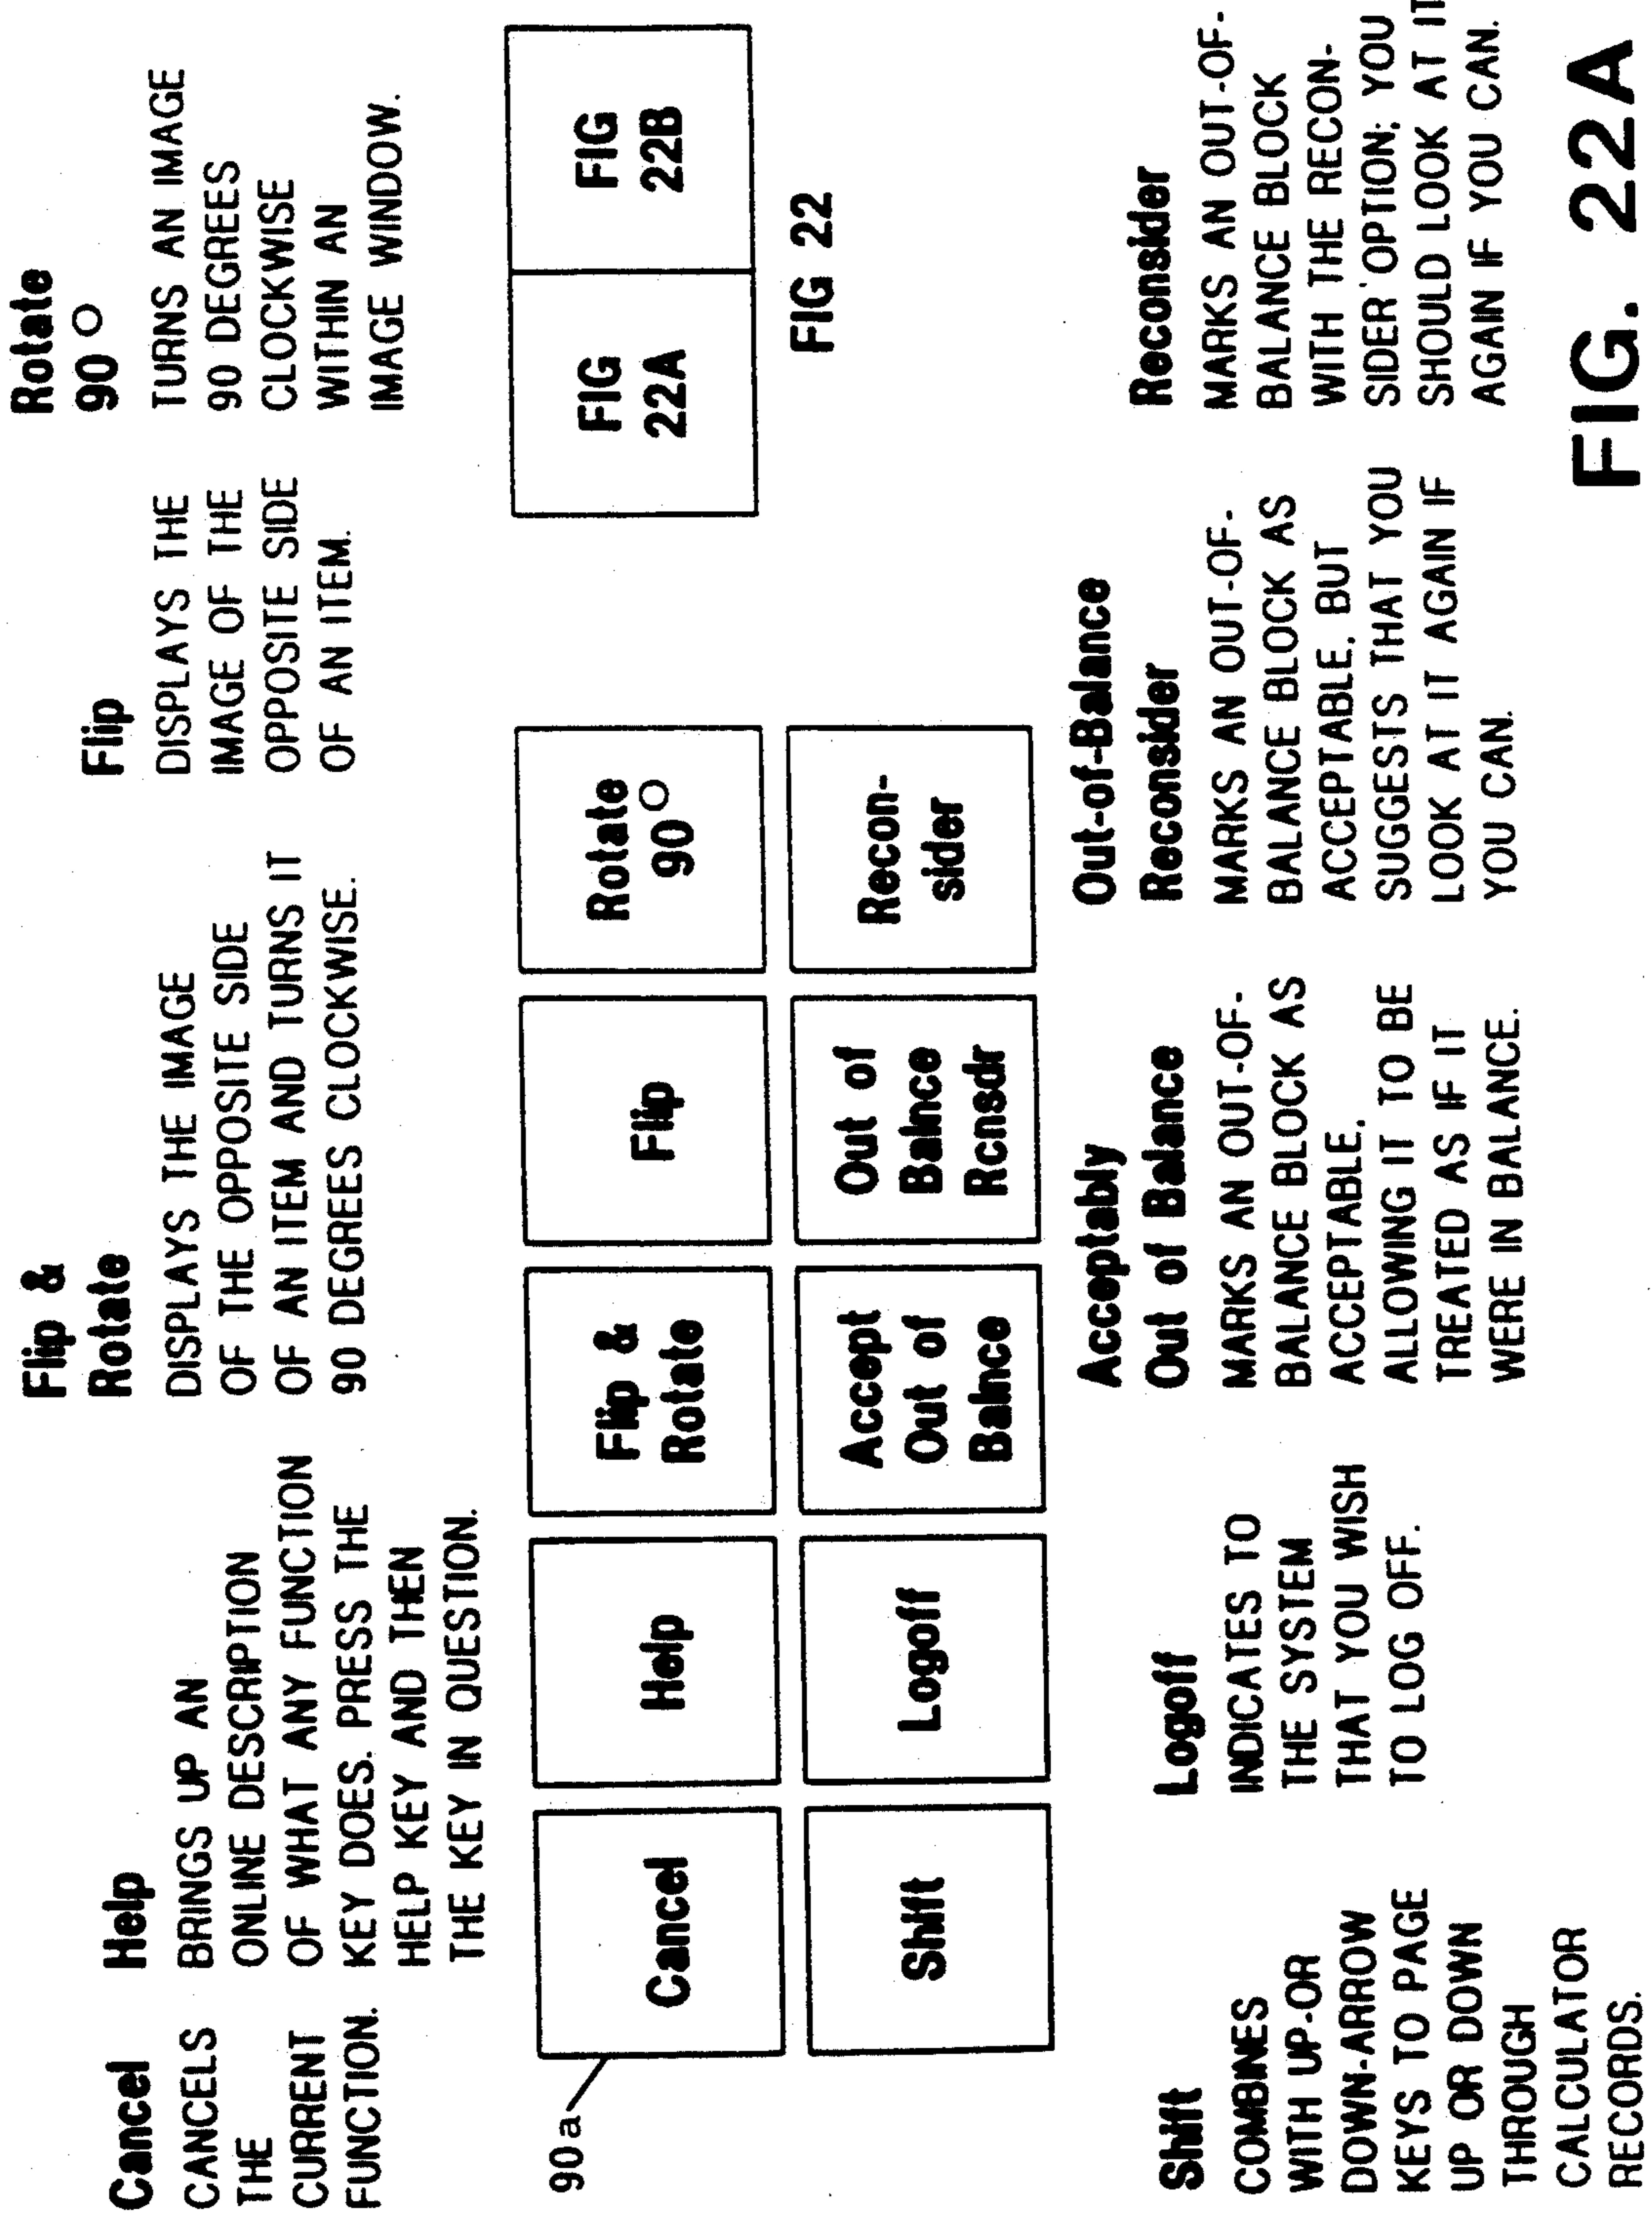 Cancel
CANCELS
THE
CURRENT
FUNCTION.
Help
BRINGS UP AN
ONLINE DESCRIPTION
OF WHAT ANY FUNCTION
KEY DOES. PRESS THE
HELP KEY AND THEN
THE KEY IN QUESTION.
Flip &
Rotate
DISPLAYS THE IMAGE
OF THE OPPOSITE SIDE
OF AN ITEM AND TURNS IT
90 DEGREES CLOCKWISE.
Flip
DISPLAYS THE
IMAGE OF THE
OPPOSITE SIDE
OF AN ITEM.
Rotate
90 O
TURNS AN IMAGE
90 DEGREES
CLOCKWISE
WITHIN AN
IMAGE WINDOW.
90a
Cancel
Help
Flip &
Rotate
Flip
Rotate
90 O
Shift
Logoff
Accept
Out of
Balnce
Out of
Balnce
Rcnsdr
Recon-
sider
FIG
22A
FIG
22B
FIG 22
Shift
COMBINES
WITH UP-OR
DOWN-ARROW
KEYS TO PAGE
UP OR DOWN
THROUGH
CALCULATOR
RECORDS.
Logoff
INDICATES TO
THE SYSTEM
THAT YOU WISH
TO LOG OFF.
Acceptably
Out of Balance
MARKS AN OUT-OF-
BALANCE BLOCK AS
ACCEPTABLE,
ALLOWING IT TO BE
TREATED AS IF IT
WERE IN BALANCE.
Out-of-Balance
Reconsider
MARKS AN OUT-OF-
BALANCE BLOCK AS
ACCEPTABLE, BUT
SUGGESTS THAT YOU
LOOK AT IT AGAIN IF
YOU CAN.
Reconsider
MARKS AN OUT-OF-
BALANCE BLOCK
WITH THE RECON-
SIDER OPTION; YOU
SHOULD LOOK AT IT
AGAIN IF YOU CAN.
FIG. 22A